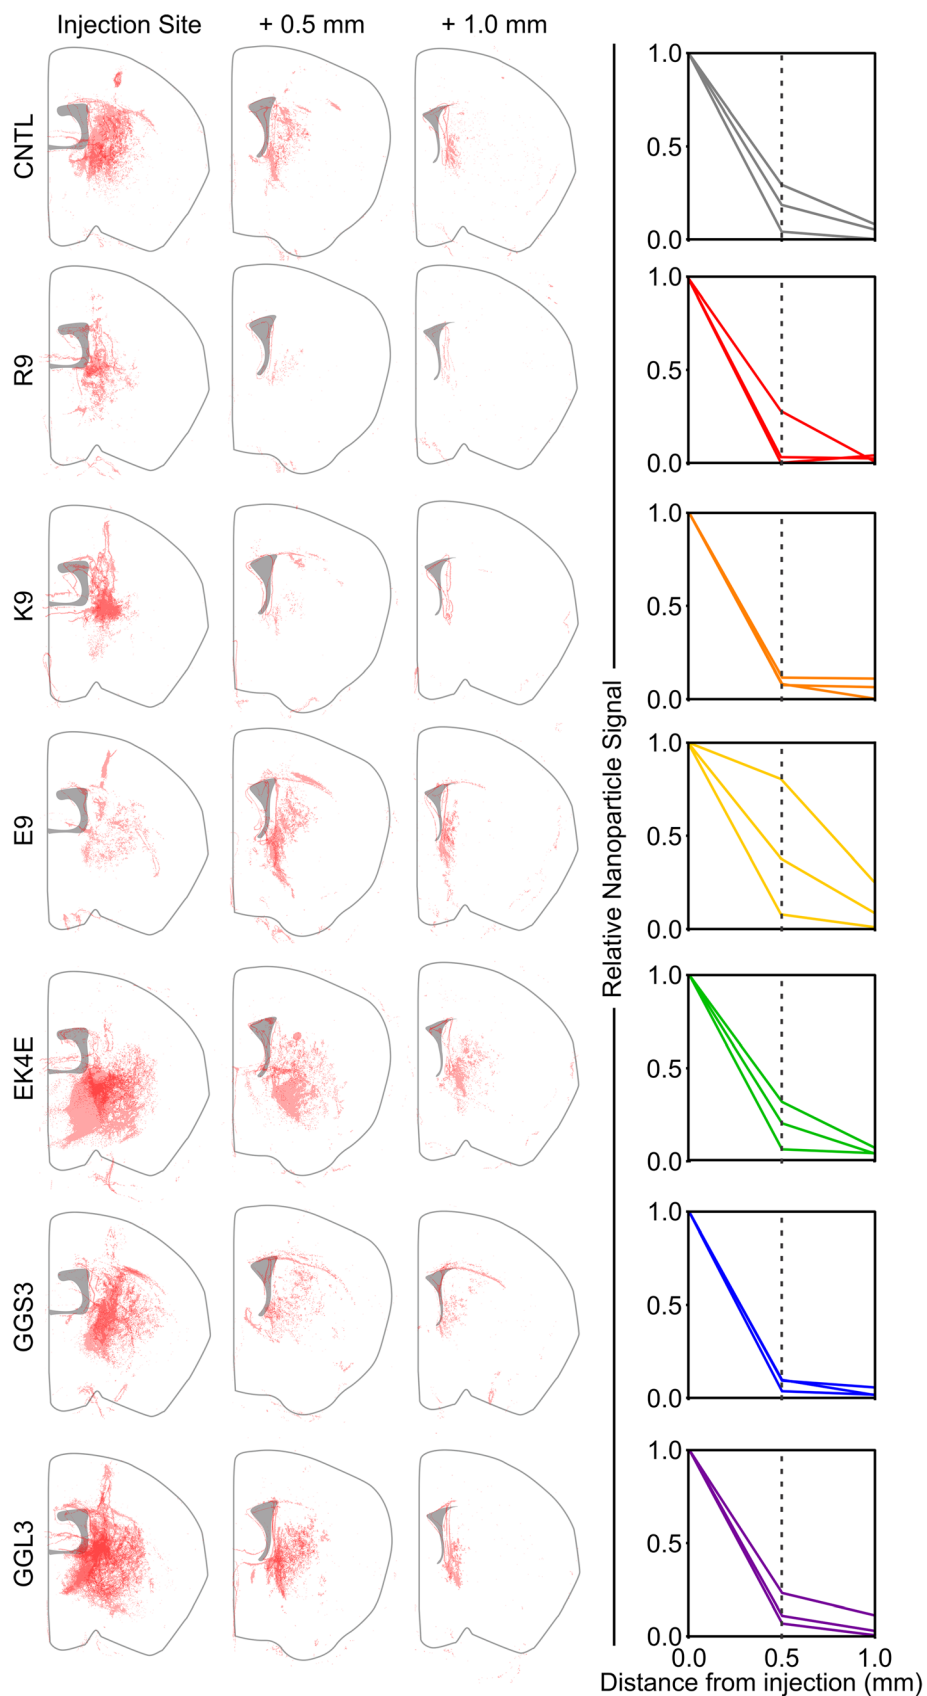 Injection Site + 0.5 mm + 1.0 mm
CNTL
R9
K9
E9
EK4E
GGS3
GGL3
Relative Nanoparticle Signal
1.0
0.5
0.0
1.0
0.5
0.0
1.0
0.5
0.0
1.0
0.5
0.0
1.0
0.5
0.0
1.0
0.5
0.0
1.0
0.5
0.0
0.0 0.5 1.0
Distance from injection (mm)